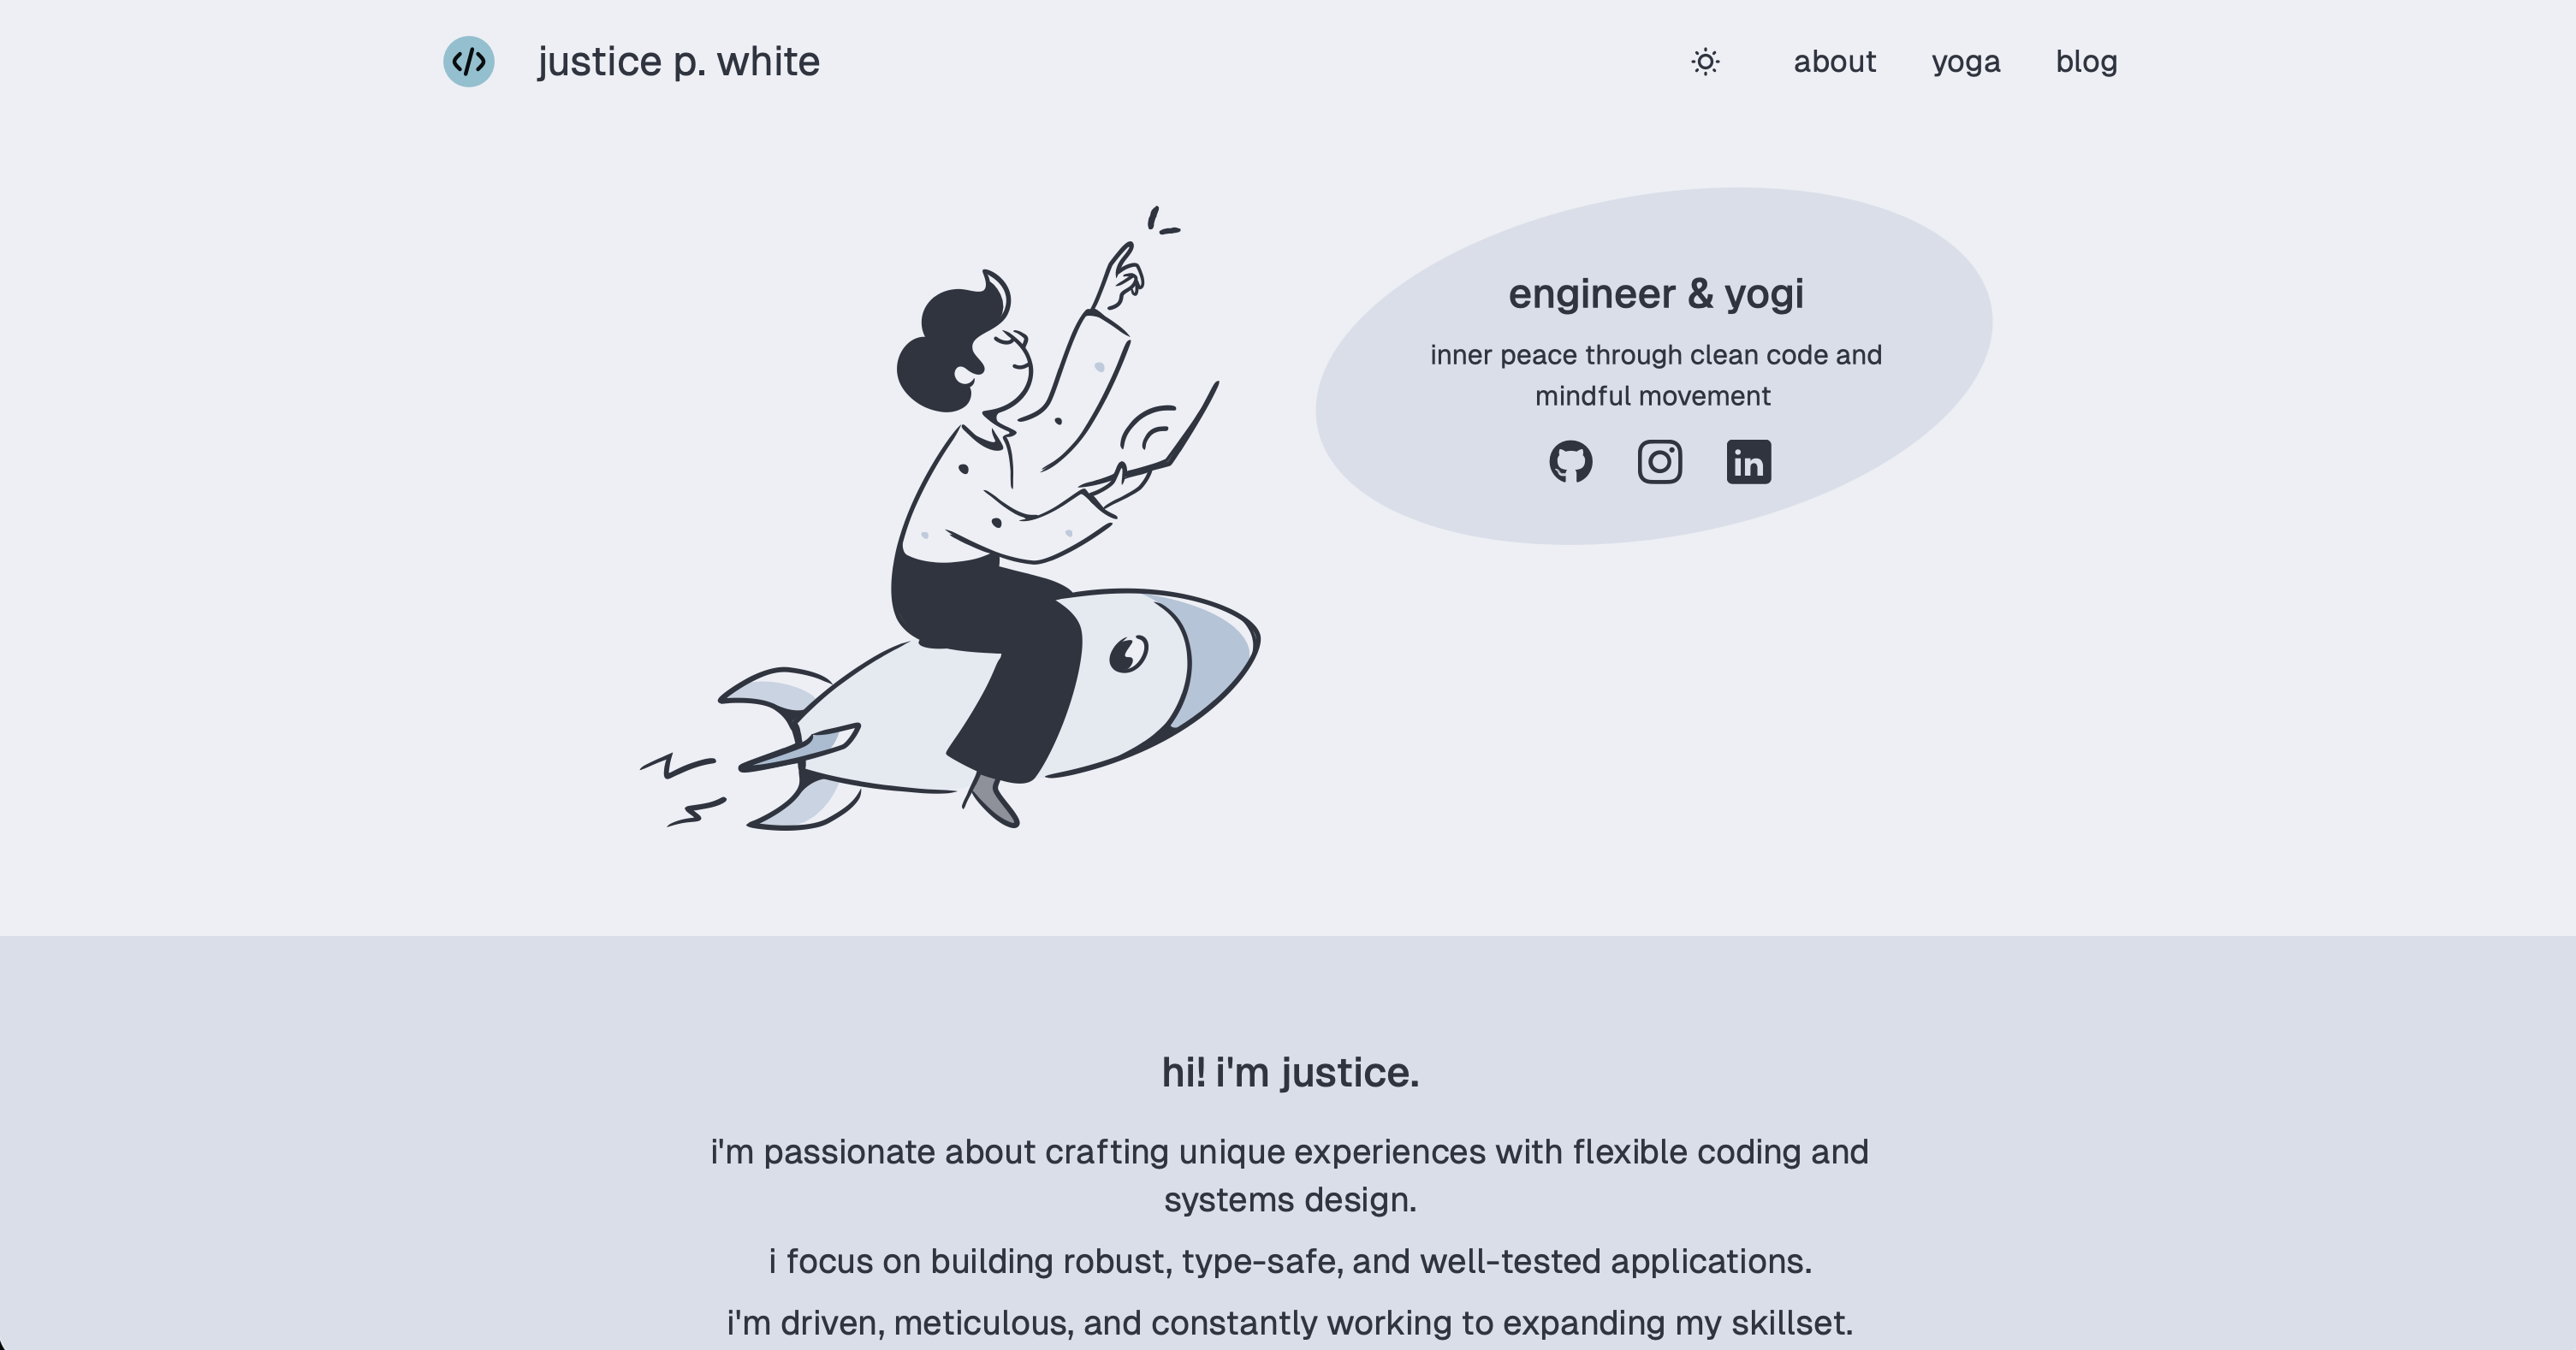 </> justice p. white about yoga blog
engineer & yogi
inner peace through clean code and
mindful movement
in
hi! i'm justice.
i'm passionate about crafting unique experiences with flexible coding and
systems design.
i focus on building robust, type-safe, and well-tested applications.
i'm driven, meticulous, and constantly working to expanding my skillset.